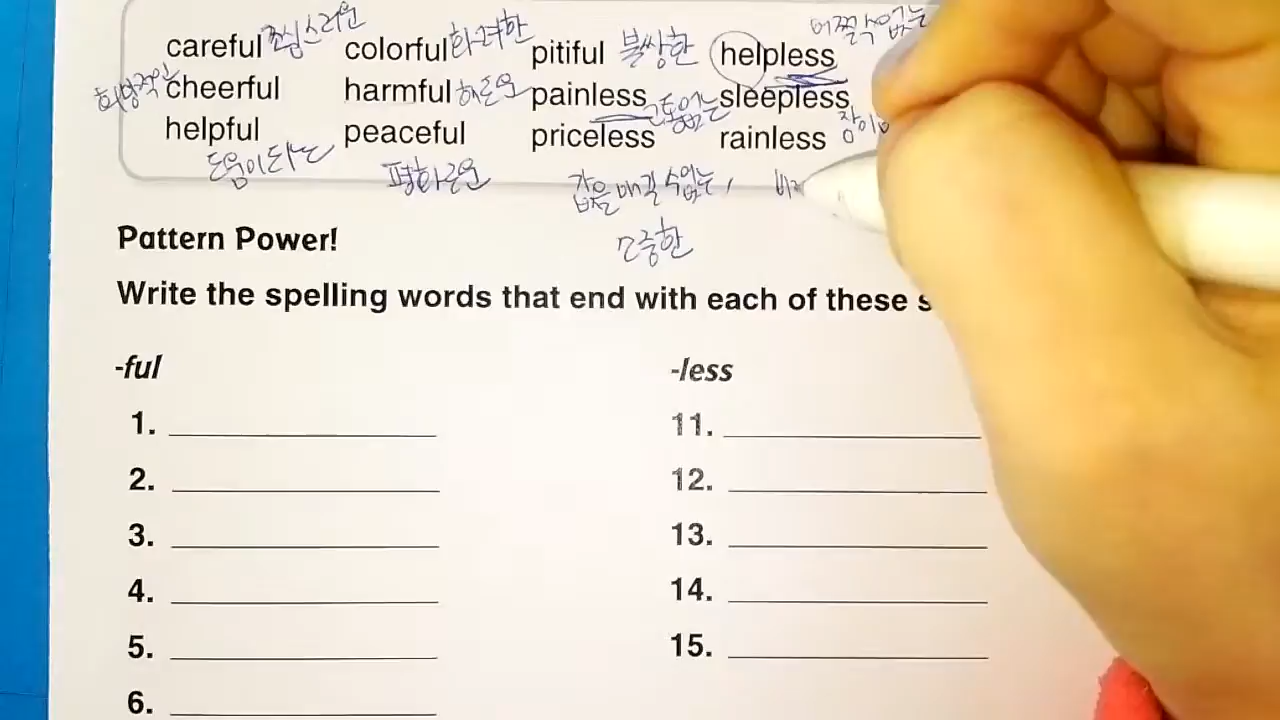 careful 조심스러운 colorful 화려한 pitiful 불쌍한 helpless 어쩔 수 없는
희망적인 cheerful harmful 해로운 painless 고통없는 sleepless
helpful peaceful priceless rainless 잠이
도움이 되는 평화로운 값을 매길 수 없는,
소중한
Pattern Power!
Write the spelling words that end with each of these
-ful -less
1. 11.
2. 12.
3. 13.
4. 14.
5. 15.
6.